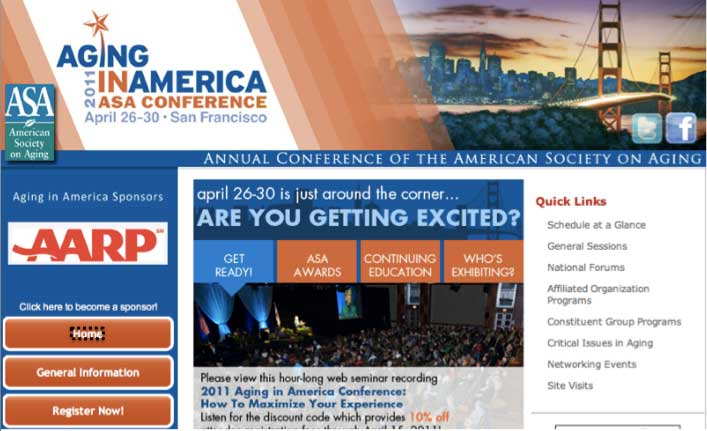 AGING
2011
INAMERICA
ASA CONFERENCE
April 26-30 • San Francisco
ASA
American
Society
on Aging
ANNUAL CONFERENCE OF THE AMERICAN SOCIETY ON AGING
Aging in America Sponsors
AARP
Click here to become a sponsor!
Home
General Information
Register Now!
april 26-30 is just around the corner...
ARE YOU GETTING EXCITED?
GET
READY!
ASA
AWARDS
CONTINUING
EDUCATION
WHO'S
EXHIBITING?
Please view this hour-long web seminar recording
2011 Aging in America Conference:
How To Maximize Your Experience
Listen for the discount code which provides 10% off
Quick Links
Schedule at a Glance
General Sessions
National Forums
Affiliated Organization
Programs
Constituent Group Programs
Critical Issues in Aging
Networking Events
Site Visits